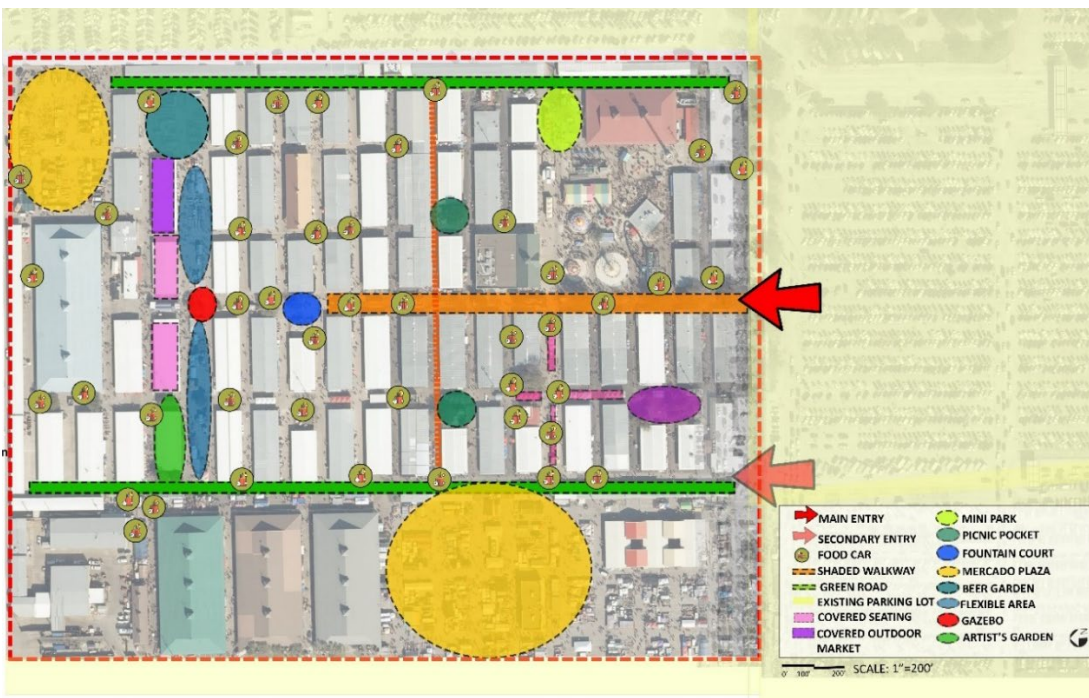 n
MAIN ENTRY
SECONDARY ENTRY
FOOD CAR
SHADED WALKWAY
GREEN ROAD
EXISTING PARKING LOT
COVERED SEATING
COVERED OUTDOOR
MARKET
MINI PARK
PICNIC POCKET
FOUNTAIN COURT
MERCADO PLAZA
BEER GARDEN
FLEXIBLE AREA
GAZEBO
ARTIST'S GARDEN
0' 100' 200' SCALE: 1"=200'